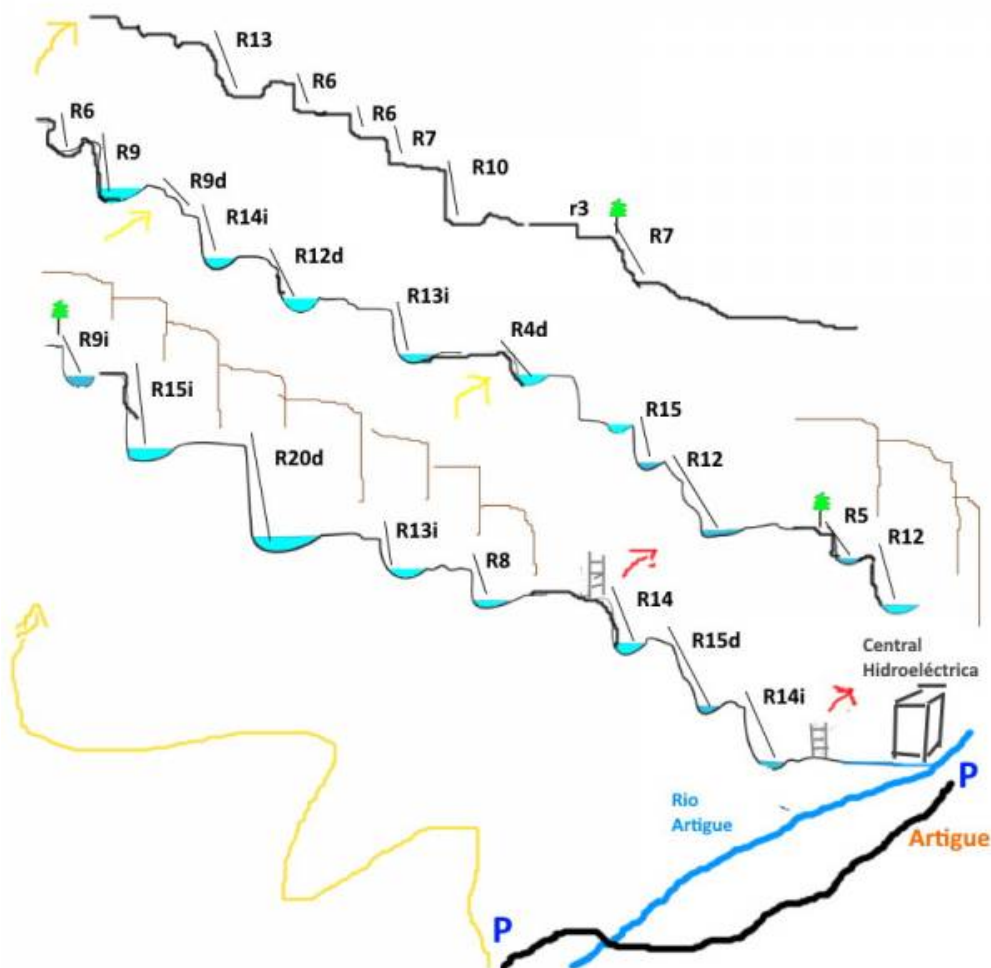 R13
R6
R6
R7
R10
r3
R7
R6
R9
R9d
R14i
R12d
R13i
R4d
R15
R12
R5
R12
R9i
R15i
R20d
R13i
R8
R14
R15d
R14i
Central
Hidroeléctrica
P
Rio
Artigue
Artigue
P